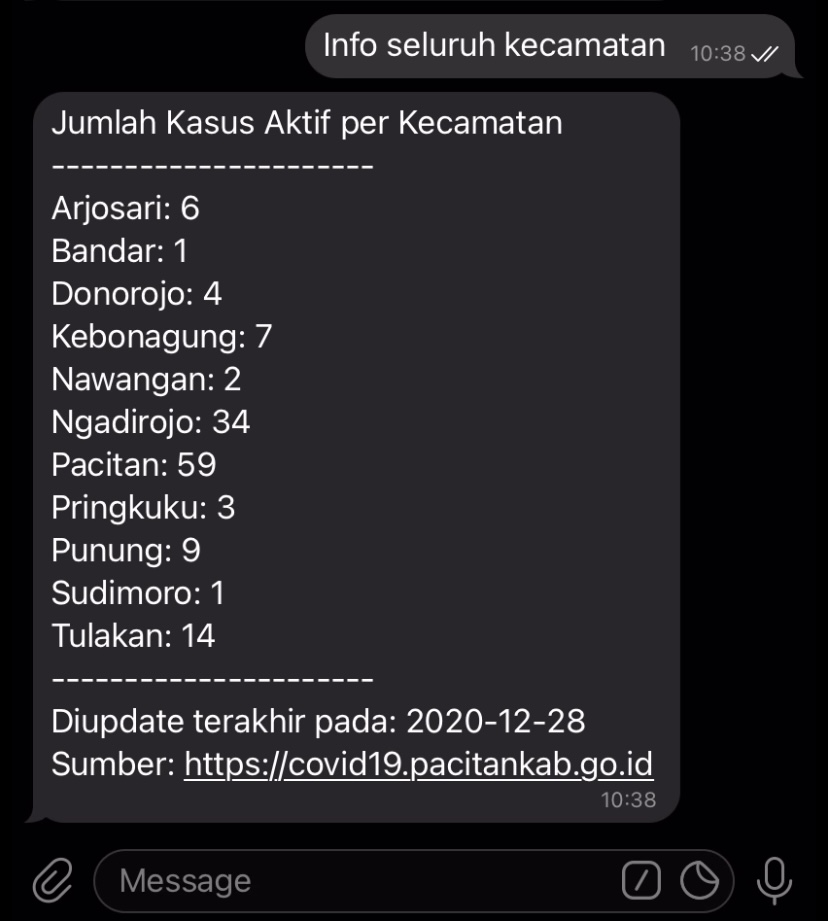 Info seluruh kecamatan 10:38
Jumlah Kasus Aktif per Kecamatan
----------------------
Arjosari: 6
Bandar: 1
Donorojo: 4
Kebonagung: 7
Nawangan: 2
Ngadirojo: 34
Pacitan: 59
Pringkuku: 3
Punung: 9
Sudimoro: 1
Tulakan: 14
----------------------
Diupdate terakhir pada: 2020-12-28
Sumber: https://covid19.pacitankab.go.id
10:38
Message